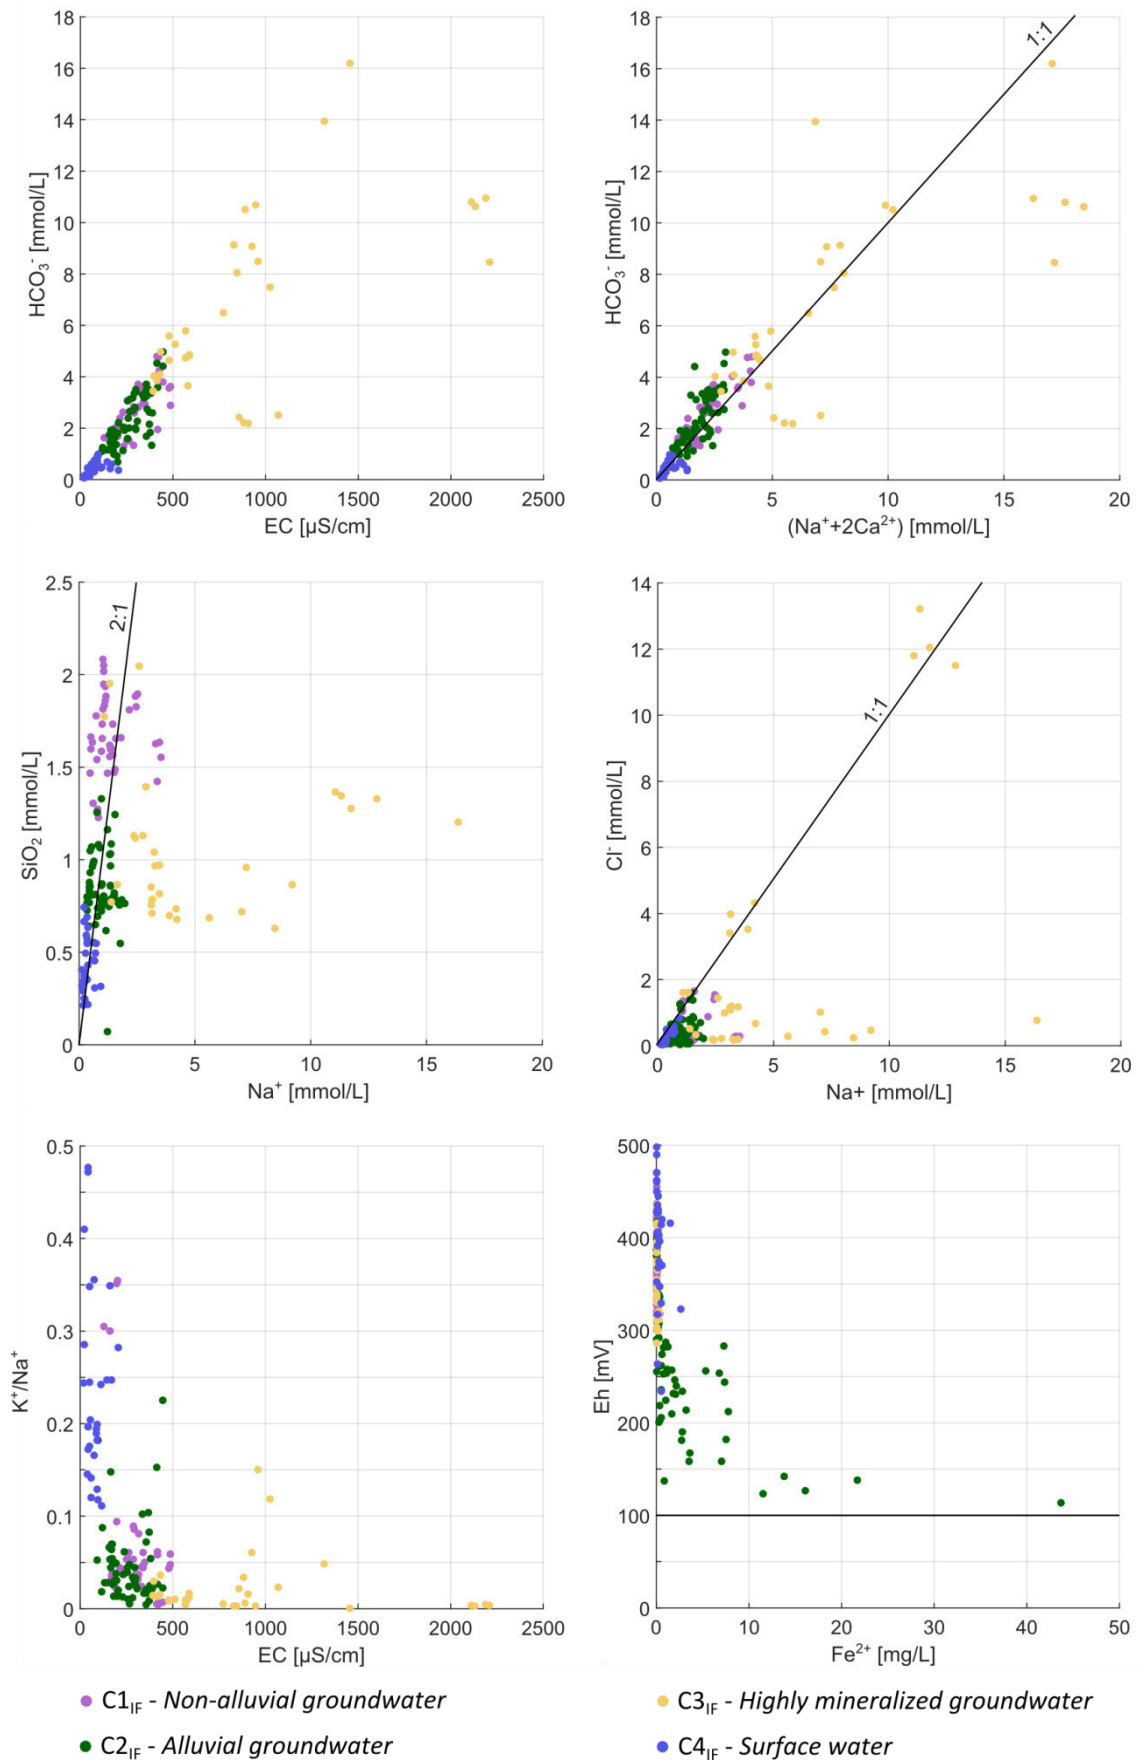 18
16
14
12
10
8
6
4
2
0
HCO₃⁻ [mmol/L]
0 500 1000 1500 2000 2500
EC [µS/cm]
18
16
14
12
10
8
6
4
2
0
HCO₃⁻ [mmol/L]
1:1
0 5 10 15 20
(Na⁺+2Ca²⁺) [mmol/L]
2.5
2
1.5
1
0.5
0
SiO₂ [mmol/L]
2:1
0 5 10 15 20
Na⁺ [mmol/L]
14
12
10
8
6
4
2
0
Cl⁻ [mmol/L]
1:1
0 5 10 15 20
Na+ [mmol/L]
0.5
0.4
0.3
0.2
0.1
0
K⁺/Na⁺
0 500 1000 1500 2000 2500
EC [µS/cm]
500
400
300
200
100
0
Eh [mV]
0 10 20 30 40 50
Fe²⁺ [mg/L]
C1IF - Non-alluvial groundwater
C2IF - Alluvial groundwater
C3IF - Highly mineralized groundwater
C4IF - Surface water